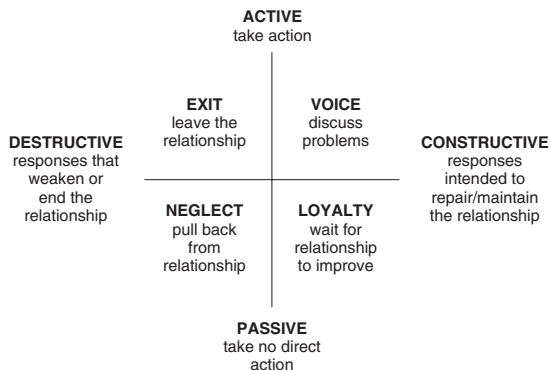 ACTIVE
take action
EXIT
leave the
relationship
VOICE
discuss
problems
DESTRUCTIVE
responses that
weaken or
end the
relationship
CONSTRUCTIVE
responses
intended to
repair/maintain
the relationship
NEGLECT
pull back
from
relationship
LOYALTY
wait for
relationship
to improve
PASSIVE
take no direct
action